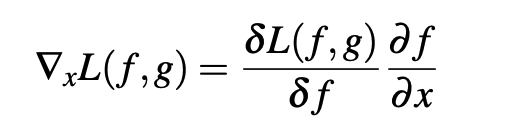 ∇ₓL(f,g) = δL(f,g)/δf ∂f/∂x